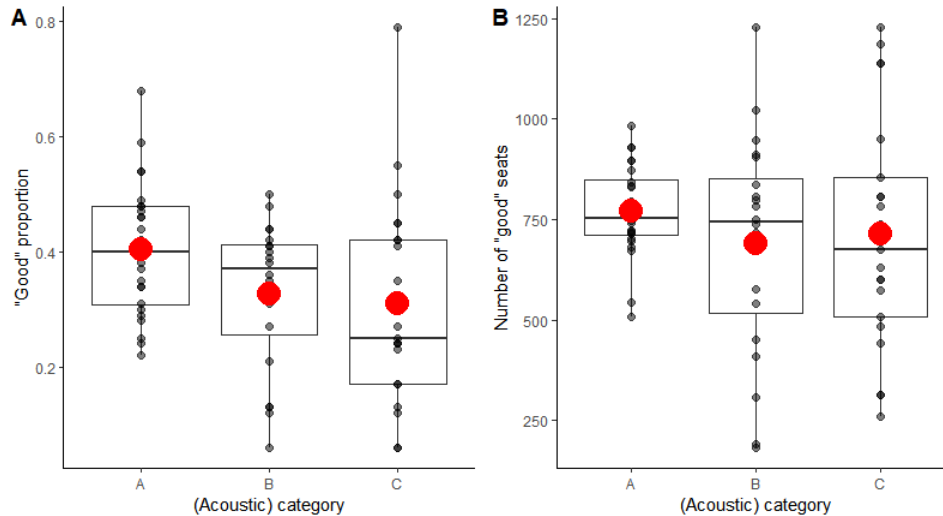 A
"Good" proportion
0.8
0.6
0.4
0.2
A B C
(Acoustic) category
B
Number of "good" seats
1250
1000
750
500
250
A B C
(Acoustic) category